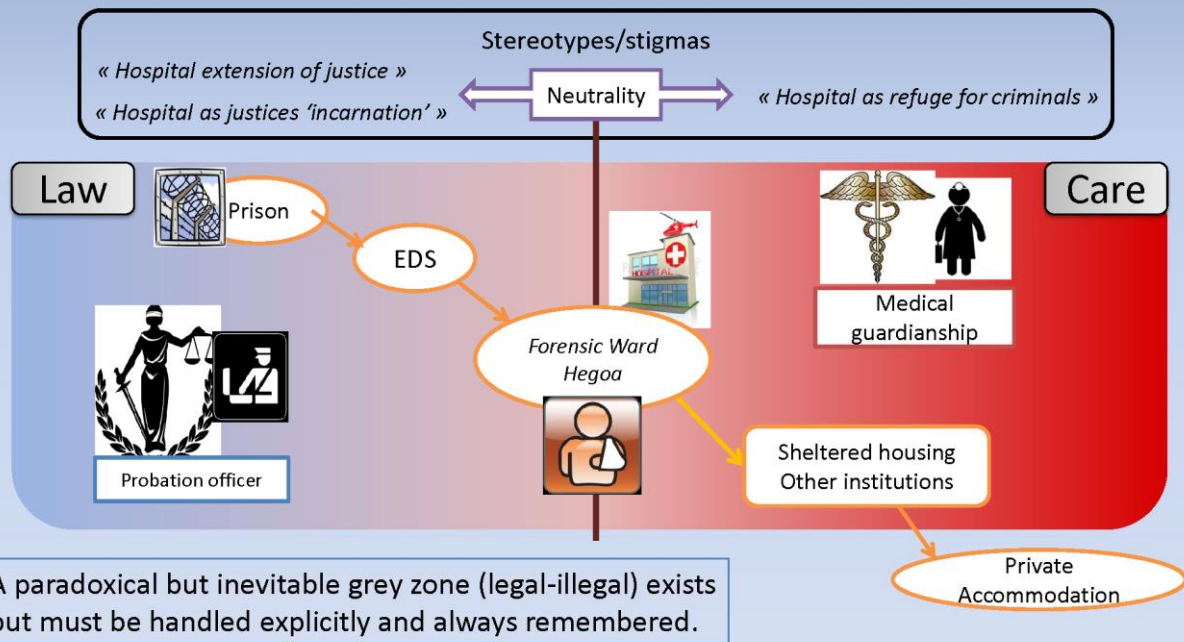 Stereotypes/stigmas
« Hospital extension of justice »
« Hospital as justices 'incarnation' »
Neutrality
« Hospital as refuge for criminals »
Law
Care
Prison
EDS
HOSPITAL
Forensic Ward
Hegoa
Medical
guardianship
Probation officer
Sheltered housing
Other institutions
Private
Accommodation
A paradoxical but inevitable grey zone (legal-illegal) exists
but must be handled explicitly and always remembered.